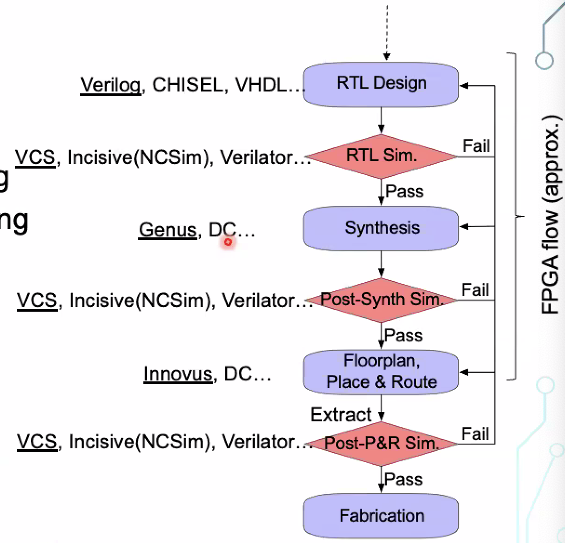 Verilog, CHISEL, VHDL...
RTL Design
VCS, Incisive(NCSim), Verilator...
RTL Sim.
Fail
g
ng
Pass
Genus, DC...
Synthesis
VCS, Incisive(NCSim), Verilator...
Post-Synth Sim.
Fail
Pass
Innovus, DC...
Floorplan,
Place & Route
Extract
VCS, Incisive(NCSim), Verilator...
Post-P&R Sim.
Fail
Pass
Fabrication
FPGA flow (approx.)